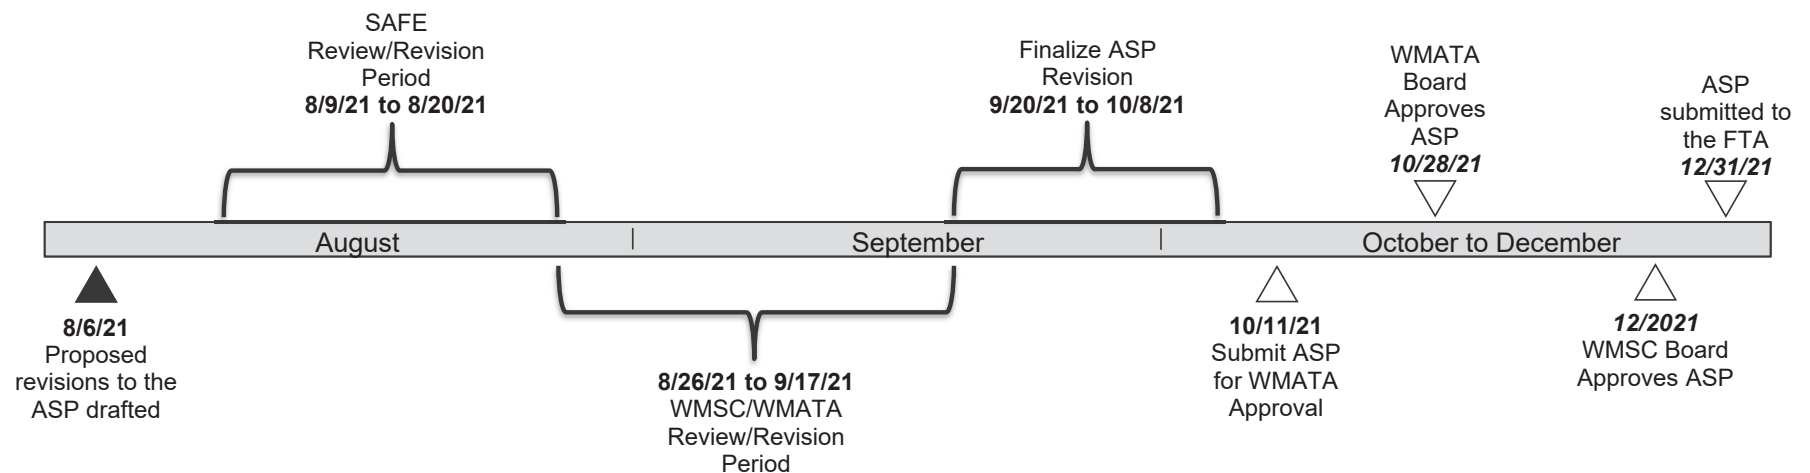 SAFE
Review/Revision
Period
8/9/21 to 8/20/21
Finalize ASP
Revision
9/20/21 to 10/8/21
WMATA
Board
Approves
ASP
10/28/21
ASP
submitted to
the FTA
12/31/21
August
September
October to December
8/6/21
Proposed
revisions to the
ASP drafted
8/26/21 to 9/17/21
WMSC/WMATA
Review/Revision
Period
10/11/21
Submit ASP
for WMATA
Approval
12/2021
WMSC Board
Approves ASP